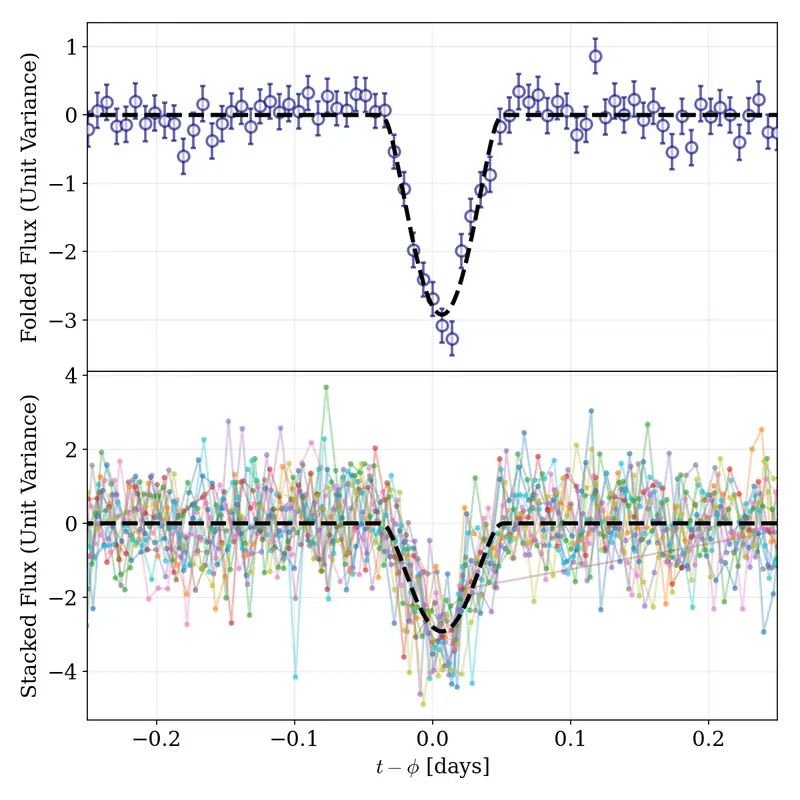 Folded Flux (Unit Variance)
1
0
−1
−2
−3
Stacked Flux (Unit Variance)
4
2
0
−2
−4
−0.2 −0.1 0.0 0.1 0.2
t − ϕ [days]